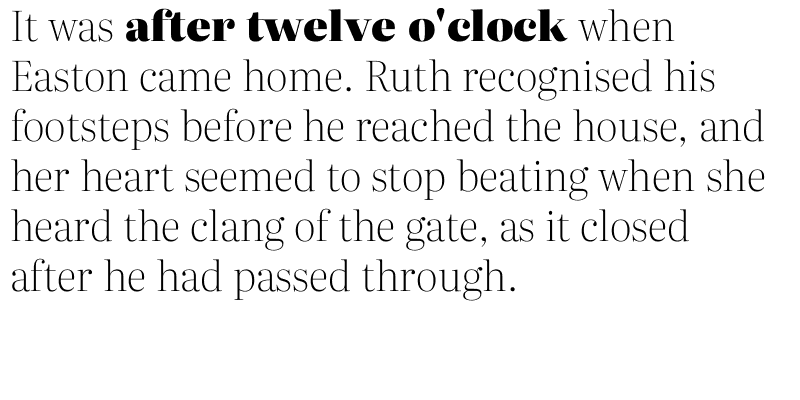 It was after twelve o'clock when
Easton came home. Ruth recognised his
footsteps before he reached the house, and
her heart seemed to stop beating when she
heard the clang of the gate, as it closed
after he had passed through.